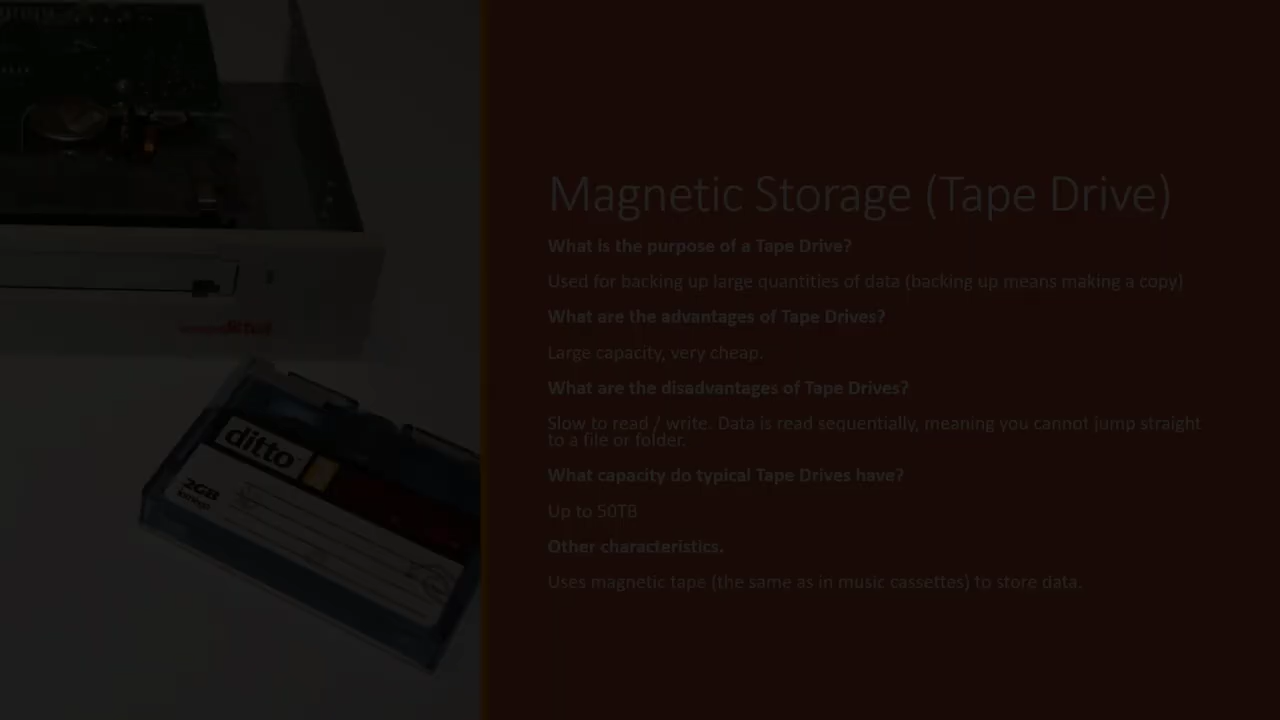 Magnetic Storage (Tape Drive)
What is the purpose of a Tape Drive?
Used for backing up large quantities of data (backing up means making a copy)
What are the advantages of Tape Drives?
Large capacity, very cheap.
What are the disadvantages of Tape Drives?
Slow to read / write. Data is read sequentially, meaning you cannot jump straight
to a file or folder.
What capacity do typical Tape Drives have?
Up to 50TB
Other characteristics.
Uses magnetic tape (the same as in music cassettes) to store data.
ditto
2GB